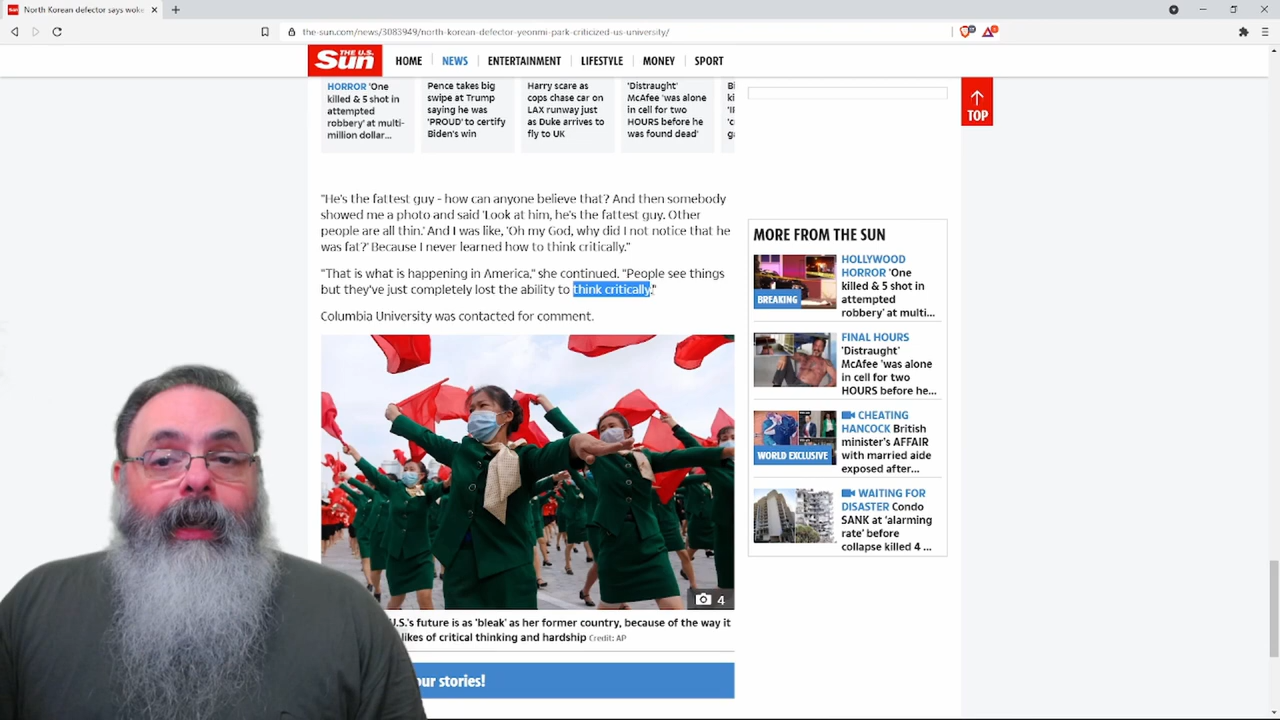 North Korean defector says woke
the-sun.com/news/3083949/north-korean-defector-yeonmi-park-criticized-us-university/
THE U.S. Sun
HOME NEWS ENTERTAINMENT LIFESTYLE MONEY SPORT
HORROR 'One
killed & 5 shot in
attempted
robbery' at multi-
million dollar...
Pence takes big
swipe at Trump
saying he was
'PROUD' to certify
Biden's win
Harry scare as
cops chase car on
LAX runway just
as Duke arrives to
fly to UK
'Distraught'
McAfee 'was alone
in cell for two
HOURS before he
was found dead'
TOP
"He's the fattest guy - how can anyone believe that? And then somebody
showed me a photo and said 'Look at him, he's the fattest guy. Other
people are all thin.' And I was like, 'Oh my God, why did I not notice that he
was fat?' Because I never learned how to think critically."
"That is what is happening in America," she continued. "People see things
but they've just completely lost the ability to think critically."
Columbia University was contacted for comment.
4
U.S.'s future is as 'bleak' as her former country, because of the way it
likes of critical thinking and hardship Credit: AP
our stories!
MORE FROM THE SUN
BREAKING
HOLLYWOOD
HORROR 'One
killed & 5 shot in
attempted
robbery' at multi...
FINAL HOURS
'Distraught'
McAfee 'was alone
in cell for two
HOURS before he...
WORLD EXCLUSIVE
CHEATING
HANCOCK British
minister's AFFAIR
with married aide
exposed after...
WAITING FOR
DISASTER Condo
SANK at 'alarming
rate' before
collapse killed 4 ...